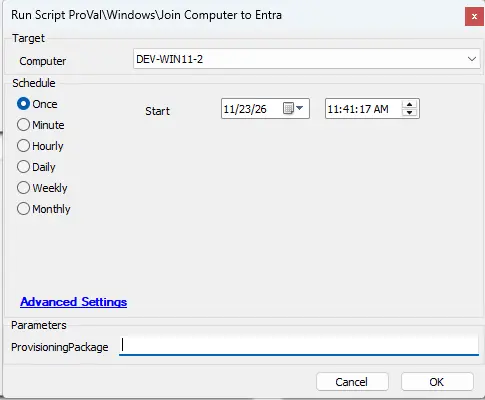 Run Script ProVal\Windows\Join Computer to Entra
Target
Computer DEV-WIN11-2
Schedule
Once Start 11/23/26 11:41:17 AM
Minute
Hourly
Daily
Weekly
Monthly
Advanced Settings
Parameters
ProvisioningPackage
Cancel OK